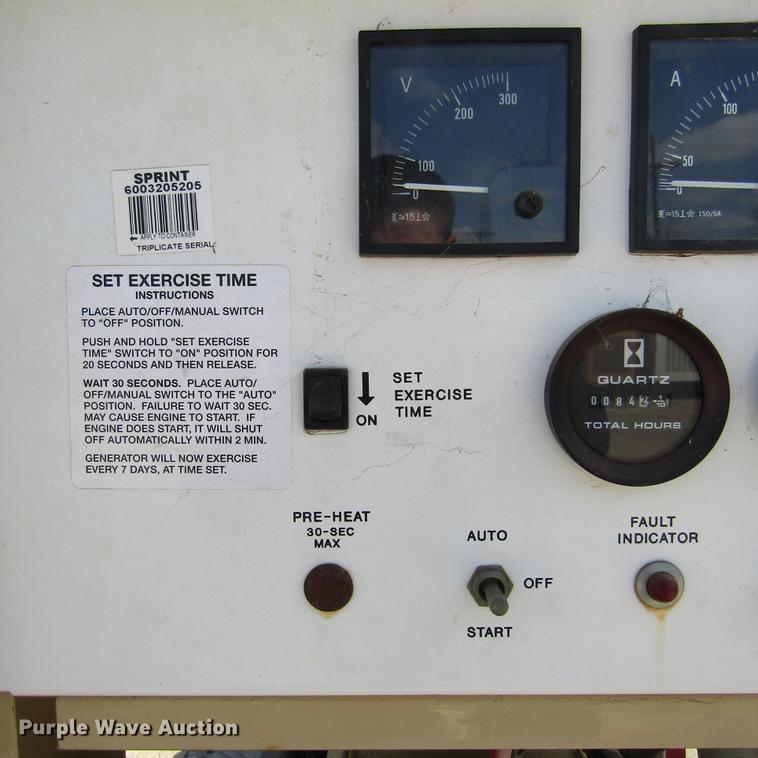 V
300
200
100
0
A
100
50
0
150/5A
SPRINT
6003205205
APPLY TO CONTAINER
TRIPLICATE SERIAL
SET EXERCISE TIME
INSTRUCTIONS
PLACE AUTO/OFF/MANUAL SWITCH
TO "OFF" POSITION.
PUSH AND HOLD "SET EXERCISE
TIME" SWITCH TO "ON" POSITION FOR
20 SECONDS AND THEN RELEASE.
WAIT 30 SECONDS. PLACE AUTO/
OFF/MANUAL SWITCH TO THE "AUTO"
POSITION. FAILURE TO WAIT 30 SEC.
MAY CAUSE ENGINE TO START. IF
ENGINE DOES START, IT WILL SHUT
OFF AUTOMATICALLY WITHIN 2 MIN.
GENERATOR WILL NOW EXERCISE
EVERY 7 DAYS, AT TIME SET.
SET
EXERCISE
TIME
ON
QUARTZ
TOTAL HOURS
PRE-HEAT
30-SEC
MAX
AUTO
OFF
START
FAULT
INDICATOR
Purple Wave Auction